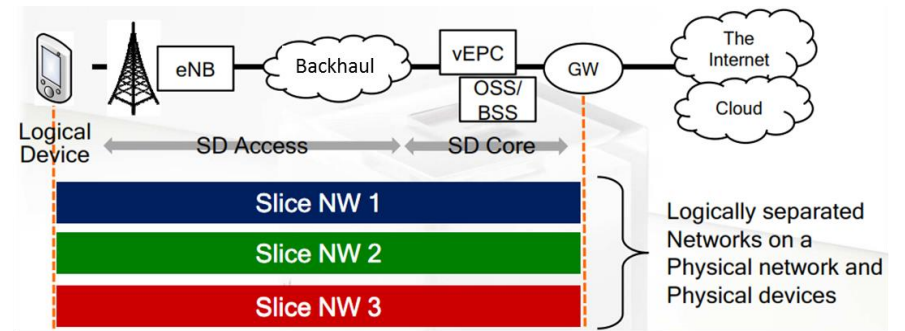 Logical
Device
eNB
Backhaul
vEPC
OSS/
BSS
GW
The
Internet
Cloud
SD Access
SD Core
Slice NW 1
Slice NW 2
Slice NW 3
Logically separated
Networks on a
Physical network and
Physical devices